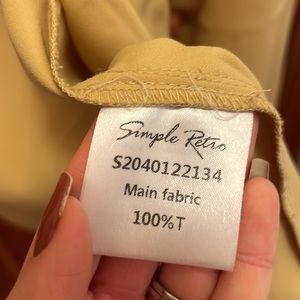 Simple Retro
S2040122134
Main fabric
100%T